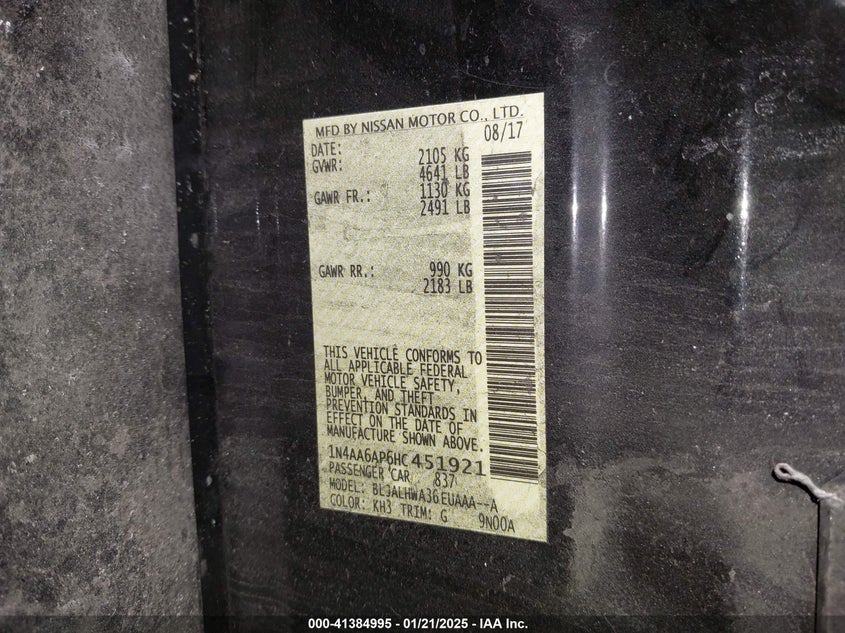 MFD BY NISSAN MOTOR CO., LTD.
DATE: 08/17
GVWR: 2105 KG
4641 LB
GAWR FR.: 1130 KG
2491 LB
GAWR RR.: 990 KG
2183 LB
THIS VEHICLE CONFORMS TO
ALL APPLICABLE FEDERAL
MOTOR VEHICLE SAFETY,
BUMPER, AND THEFT
PREVENTION STANDARDS IN
EFFECT ON THE DATE OF
MANUFACTURE SHOWN ABOVE.
1N4AA6AP6HC451921
PASSENGER CAR 837
MODEL: BL3ALHWA36EUAAA--A
COLOR: KH3 TRIM: G 9N00A
000-41384995 - 01/21/2025 - IAA Inc.